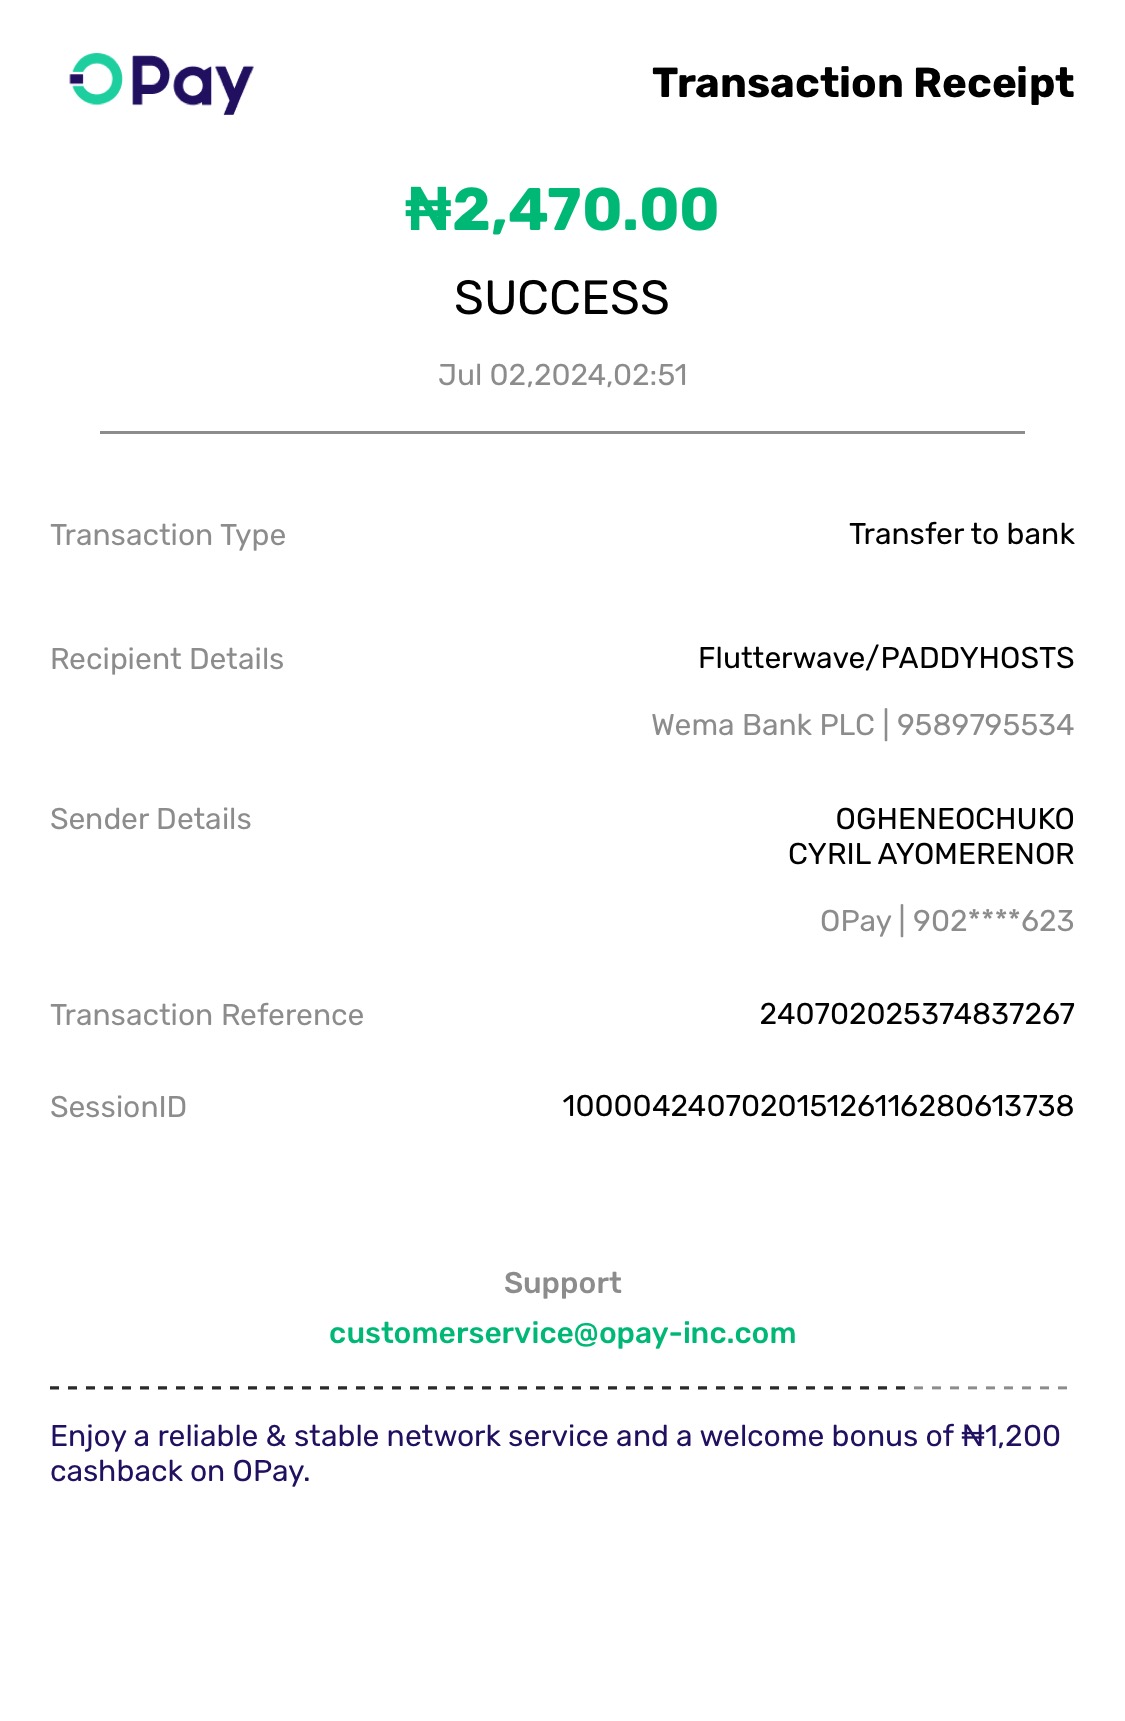 OPay
Transaction Receipt
₦2,470.00
SUCCESS
Jul 02,2024,02:51
Transaction Type
Transfer to bank
Recipient Details
Flutterwave/PADDYHOSTS
Wema Bank PLC | 9589795534
Sender Details
OGHENEOCHUKO
CYRIL AYOMERENOR
OPay | 902****623
Transaction Reference
240702025374837267
SessionID
100004240702015126116280613738
Support
customerservice@opay-inc.com
Enjoy a reliable & stable network service and a welcome bonus of ₦1,200
cashback on OPay.